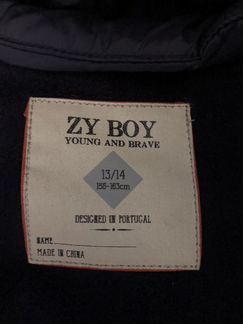 ZY BOY
YOUNG AND BRAVE
13/14
158-163cm
DESIGNED IN PORTUGAL
NAME
MADE IN CHINA